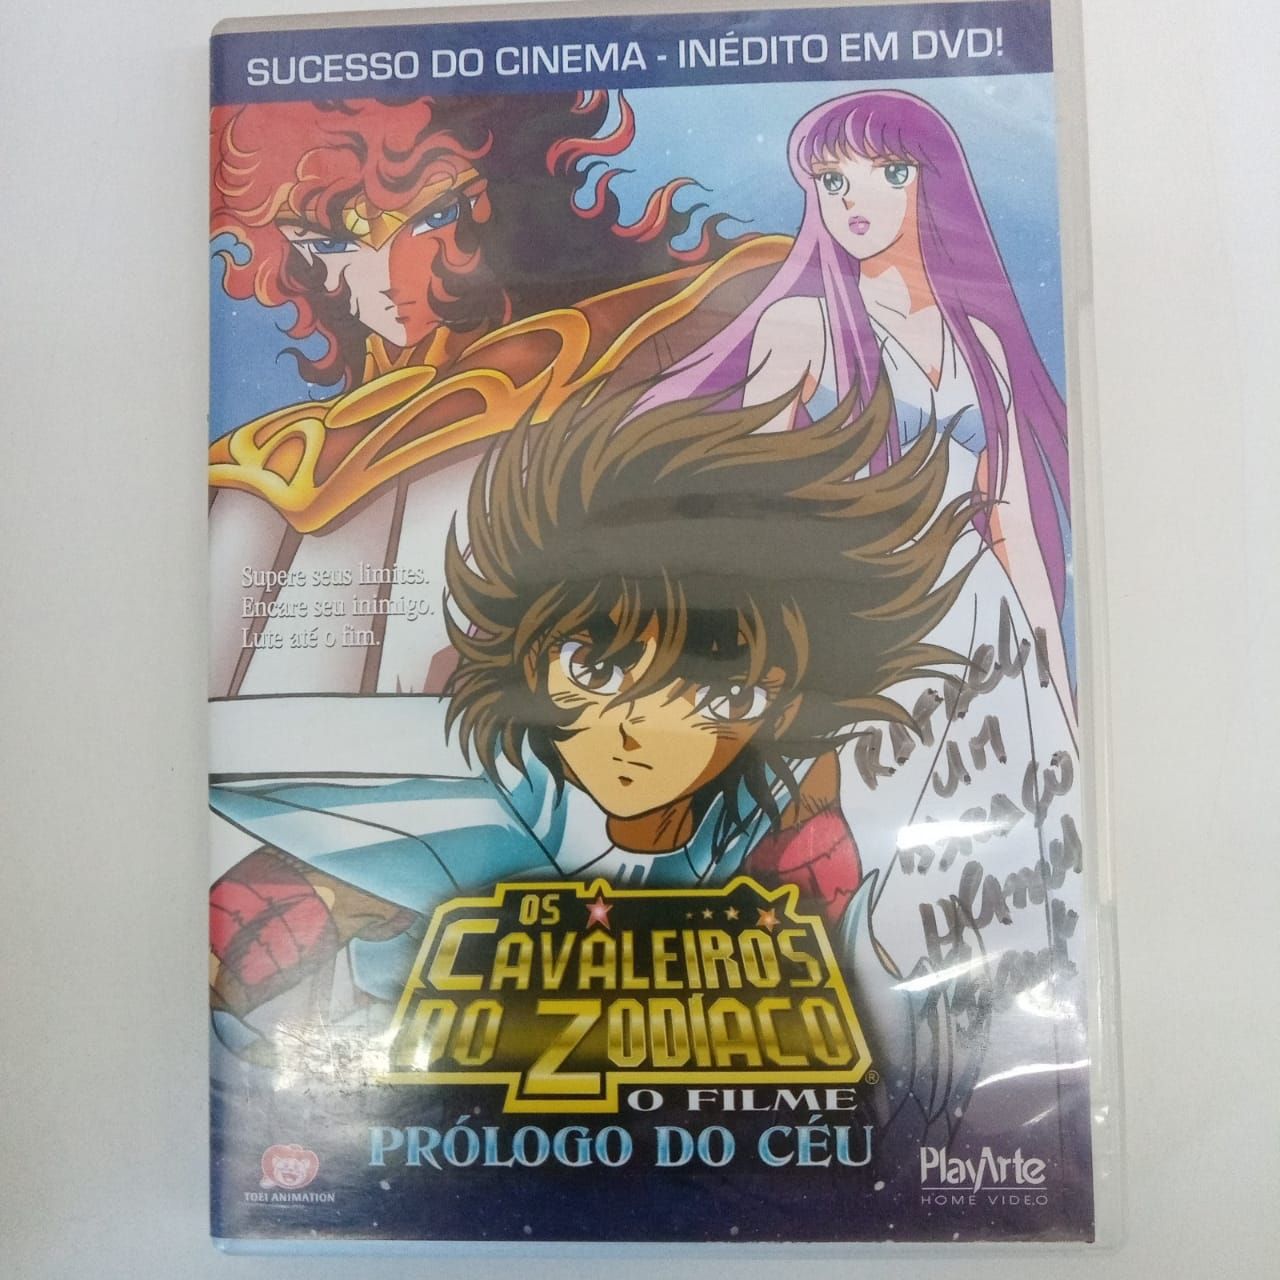 SUCESSO DO CINEMA - INÉDITO EM DVD!
Supere seus limites.
Encare seu inimigo.
Lute até o fim.
UM
ABRAÇO
OS
CAVALEIROS
DO ZODÍACO
®
O FILME
PRÓLOGO DO CÉU
TOEI ANIMATION
PlayArte
HOME VIDEO